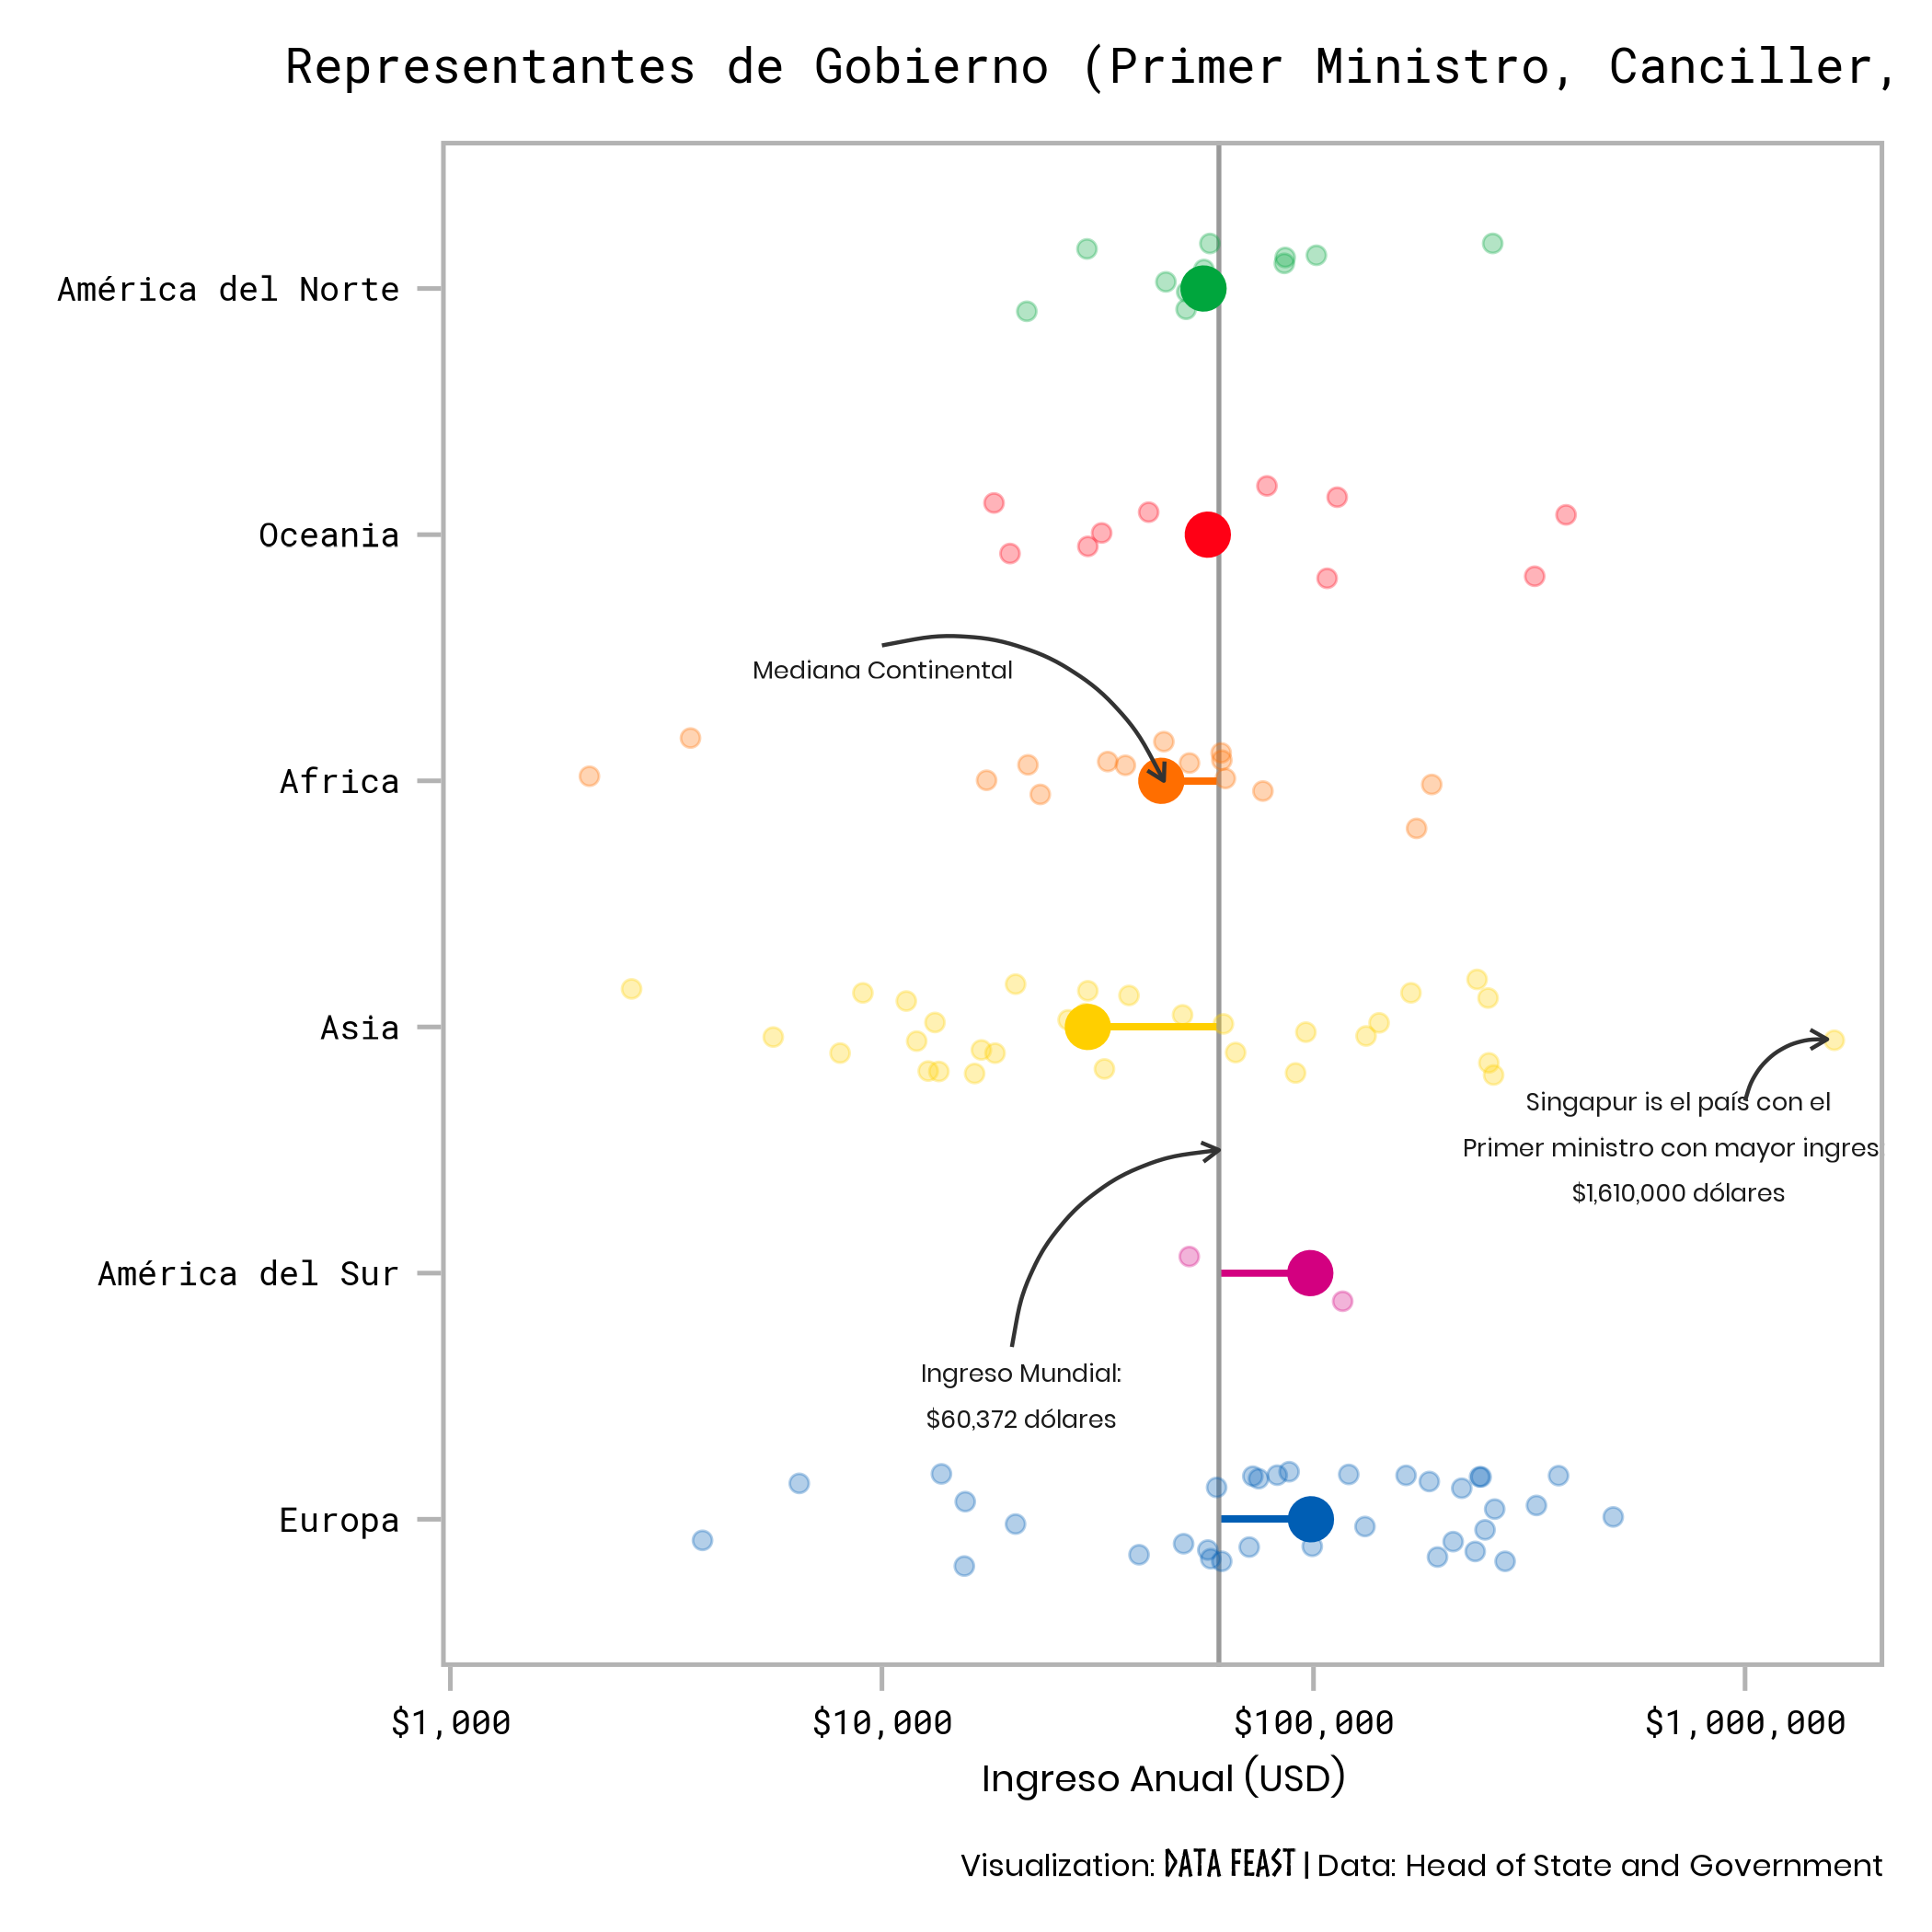 Representantes de Gobierno (Primer Ministro, Canciller,
América del Norte
Oceania
Mediana Continental
Africa
Asia
Singapur is el país con el
Primer ministro con mayor ingres
$1,610,000 dólares
América del Sur
Ingreso Mundial:
$60,372 dólares
Europa
$1,000 $10,000 $100,000 $1,000,000
Ingreso Anual (USD)
Visualization: DATA FEAST | Data: Head of State and Government